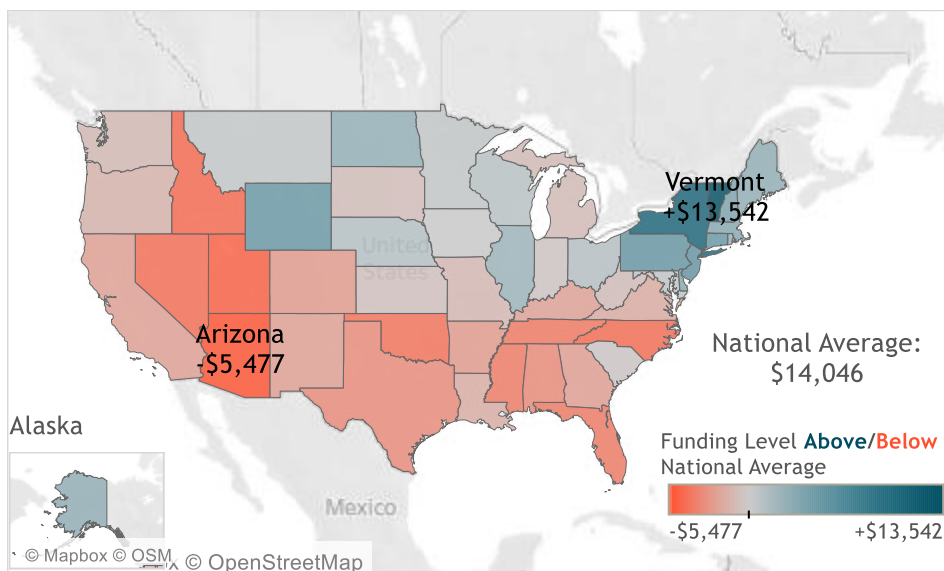 Vermont
+$13,542
United
States
Arizona
-$5,477
National Average:
$14,046
Alaska
Funding Level Above/Below
National Average
-$5,477
+$13,542
Mexico
© Mapbox © OSM
x © OpenStreetMap